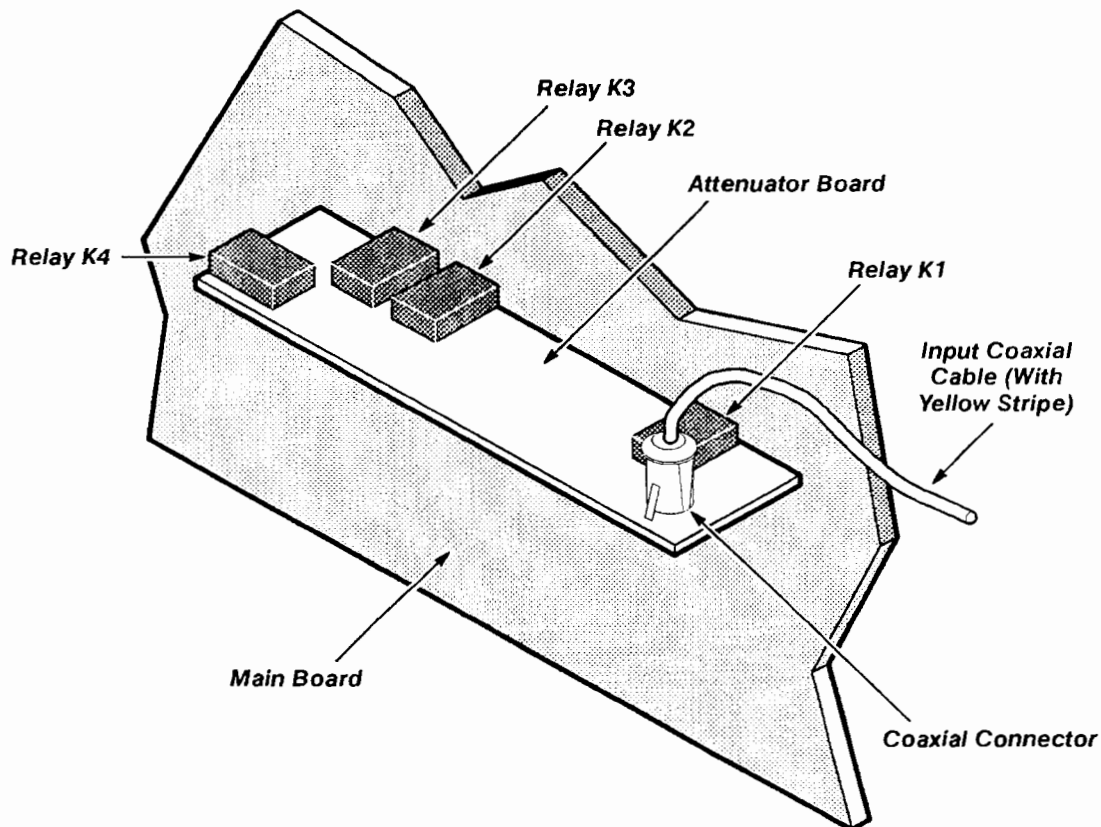 Relay K3
Relay K2
Attenuator Board
Relay K4
Relay K1
Input Coaxial
Cable (With
Yellow Stripe)
Main Board
Coaxial Connector